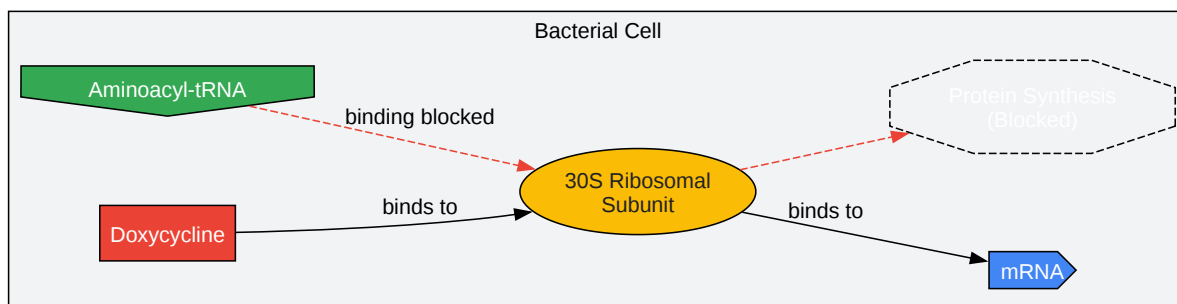 Bacterial Cell
Aminoacyl-tRNA
binding blocked
Protein Synthesis
(Blocked)
30S Ribosomal
Subunit
Doxycycline
binds to
binds to
mRNA